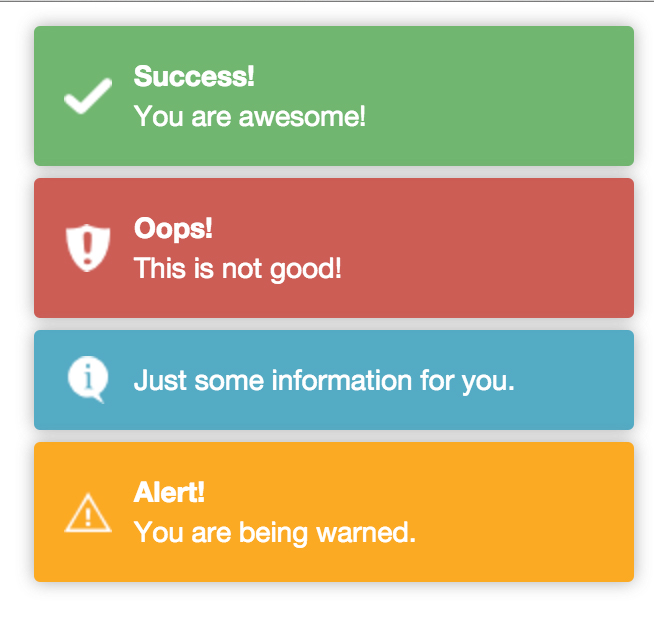 Success!
You are awesome!
Oops!
This is not good!
Just some information for you.
Alert!
You are being warned.